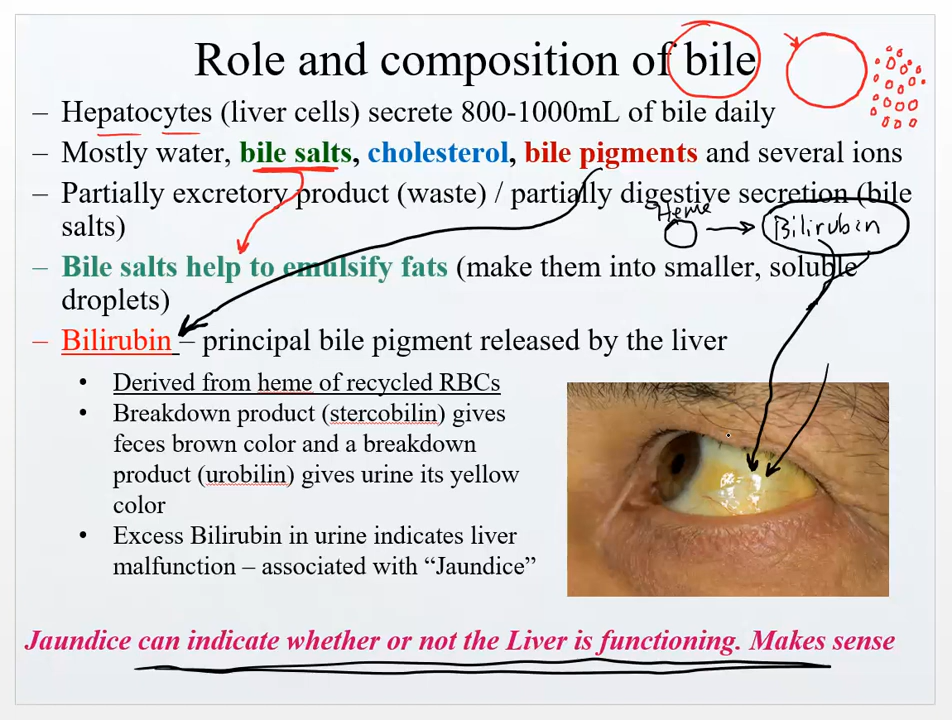 Role and composition of bile
– Hepatocytes (liver cells) secrete 800-1000mL of bile daily
– Mostly water, bile salts, cholesterol, bile pigments and several ions
– Partially excretory product (waste) / partially digestive secretion (bile
salts)
Heme
Bilirubin
– Bile salts help to emulsify fats (make them into smaller, soluble
droplets)
– Bilirubin – principal bile pigment released by the liver
• Derived from heme of recycled RBCs
• Breakdown product (stercobilin) gives
feces brown color and a breakdown
product (urobilin) gives urine its yellow
color
• Excess Bilirubin in urine indicates liver
malfunction – associated with “Jaundice”
Jaundice can indicate whether or not the Liver is functioning. Makes sense